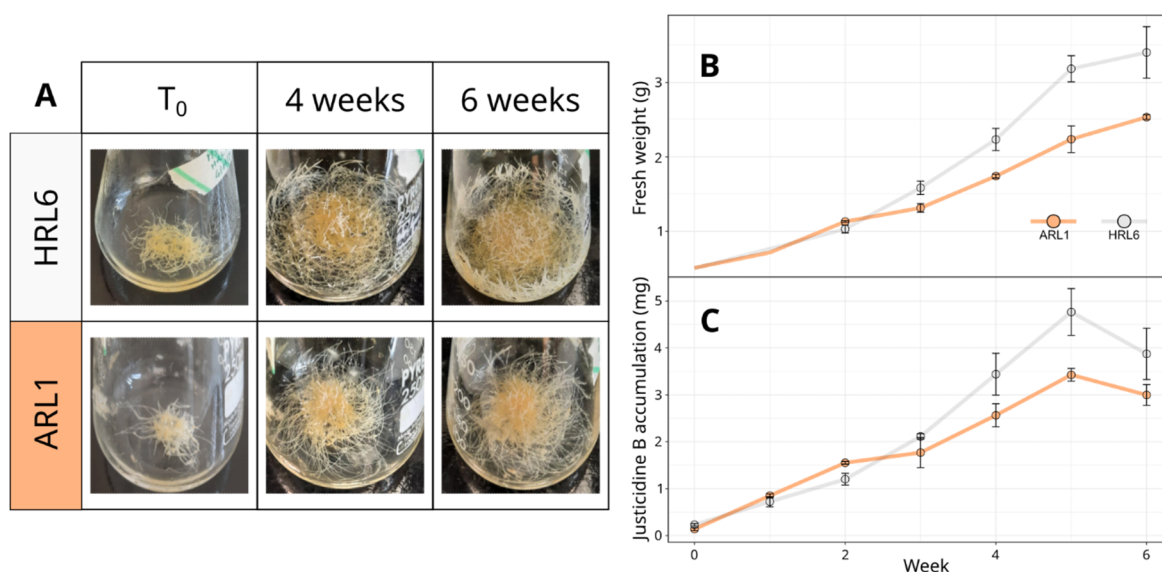 A
T0
4 weeks
6 weeks
HRL6
ARL1
B
Fresh weight (g)
3
2
1
ARL1
HRL6
C
Justicidine B accumulation (mg)
5
4
3
2
1
0
0
2
4
6
Week